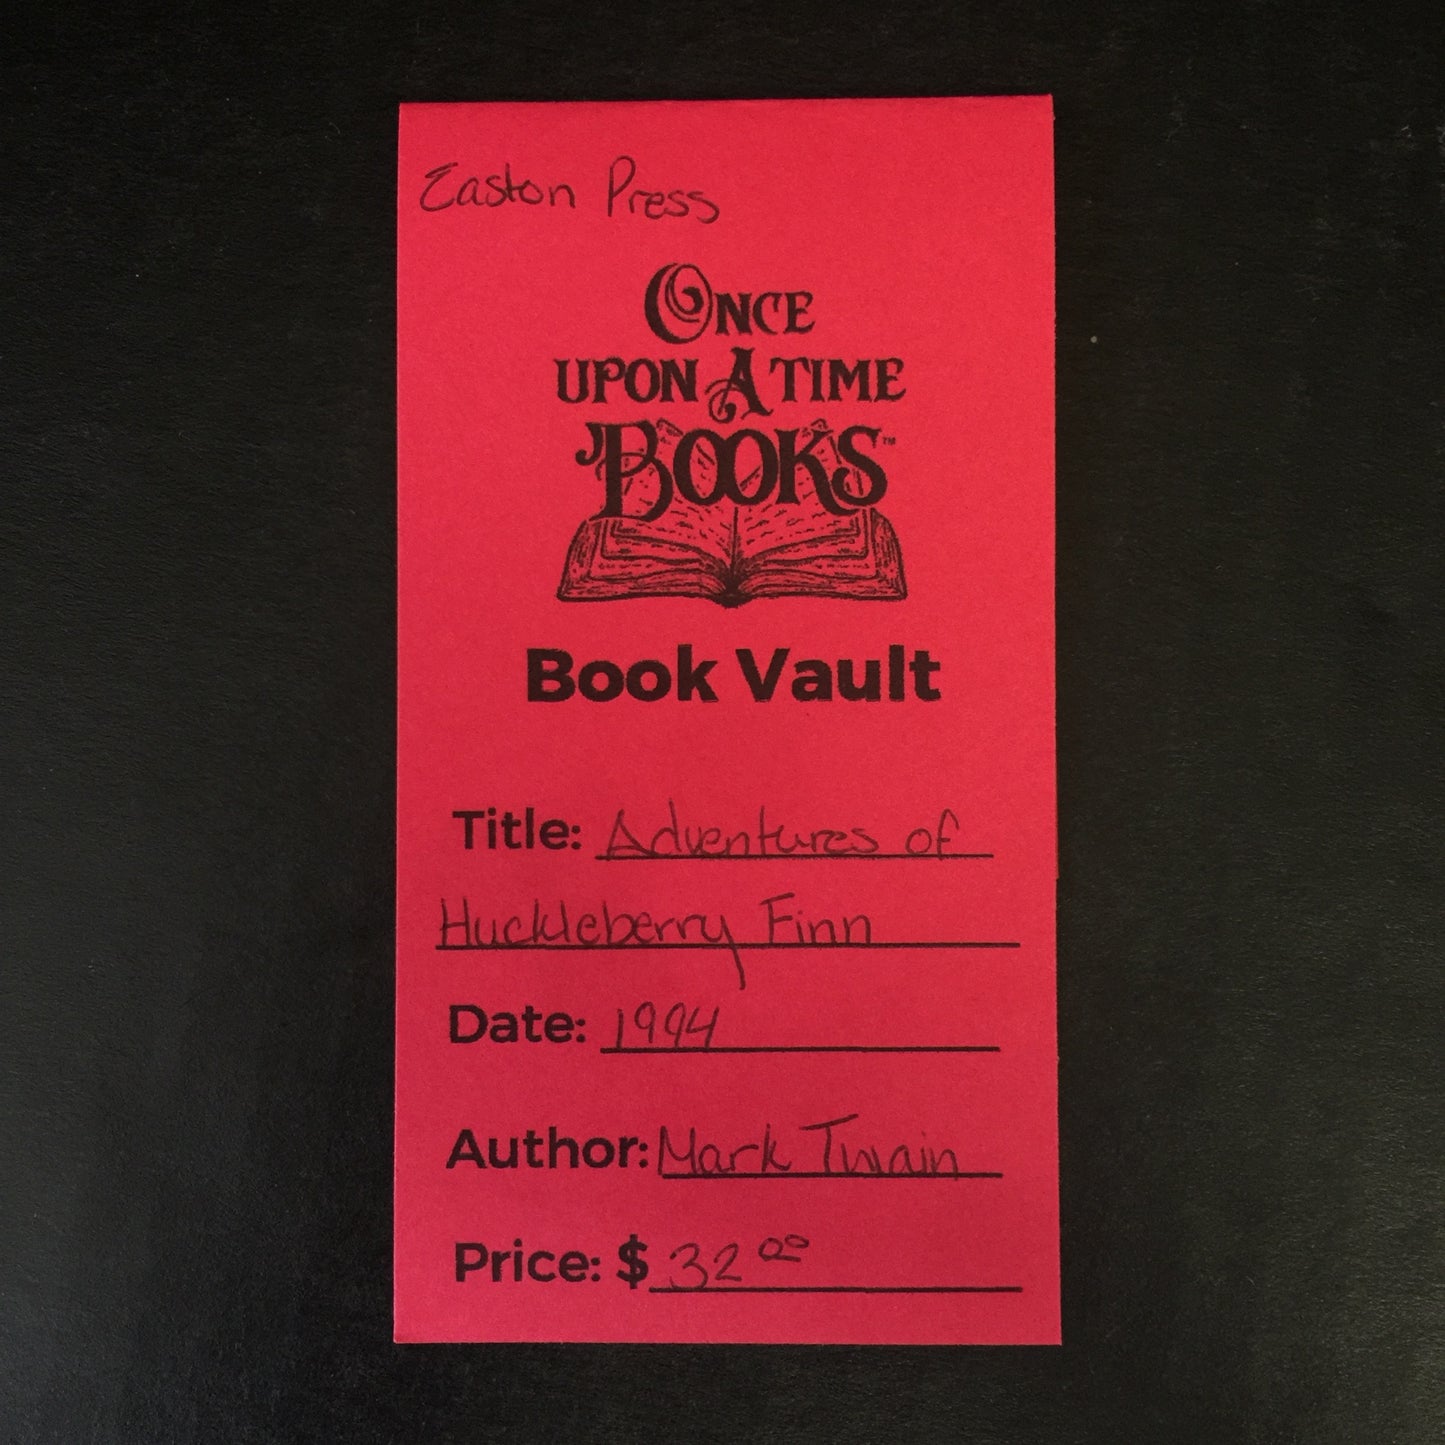 Easton Press
ONCE
UPON A TIME
BOOKS™
Book Vault
Title: Adventures of
Huckleberry Finn
Date: 1994
Author: Mark Twain
Price: $ 32 00